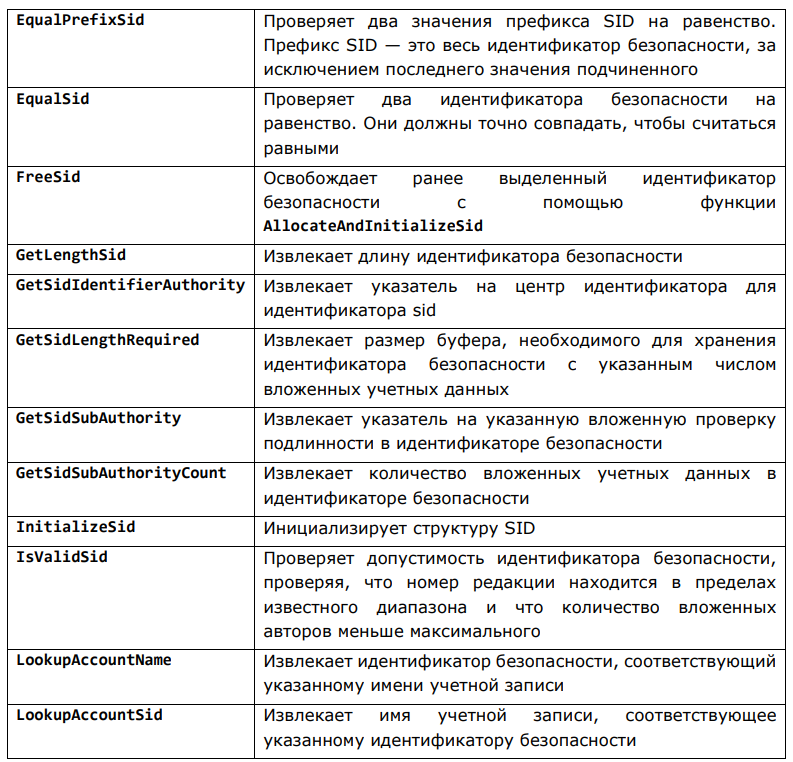 EqualPrefixSid
Проверяет два значения префикса SID на равенство.
Префикс SID — это весь идентификатор безопасности, за
исключением последнего значения подчиненного
EqualSid
Проверяет два идентификатора безопасности на
равенство. Они должны точно совпадать, чтобы считаться
равными
FreeSid
Освобождает ранее выделенный идентификатор
безопасности с помощью функции
AllocateAndInitializeSid
GetLengthSid
Извлекает длину идентификатора безопасности
GetSidIdentifierAuthority
Извлекает указатель на центр идентификатора для
идентификатора sid
GetSidLengthRequired
Извлекает размер буфера, необходимого для хранения
идентификатора безопасности с указанным числом
вложенных учетных данных
GetSidSubAuthority
Извлекает указатель на указанную вложенную проверку
подлинности в идентификаторе безопасности
GetSidSubAuthorityCount
Извлекает количество вложенных учетных данных в
идентификаторе безопасности
InitializeSid
Инициализирует структуру SID
IsValidSid
Проверяет допустимость идентификатора безопасности,
проверяя, что номер редакции находится в пределах
известного диапазона и что количество вложенных
авторов меньше максимального
LookupAccountName
Извлекает идентификатор безопасности, соответствующий
указанному имени учетной записи
LookupAccountSid
Извлекает имя учетной записи, соответствующее
указанному идентификатору безопасности